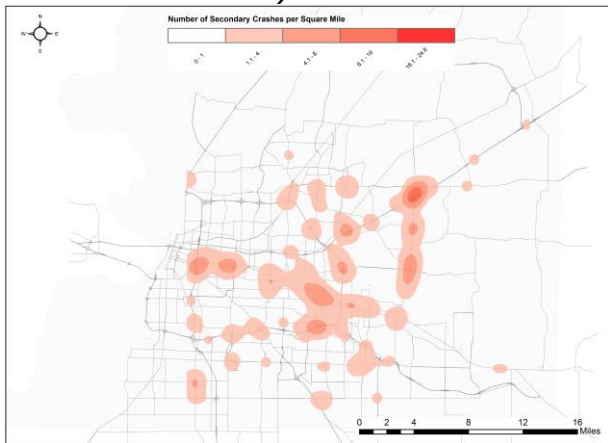 Number of Secondary Crashes per Square Mile
N
W E
S
0 - 1
1.1 - 4
4.1 - 8
8.1 - 16
16.1 - 24.6
0 2 4 8 12 16
Miles